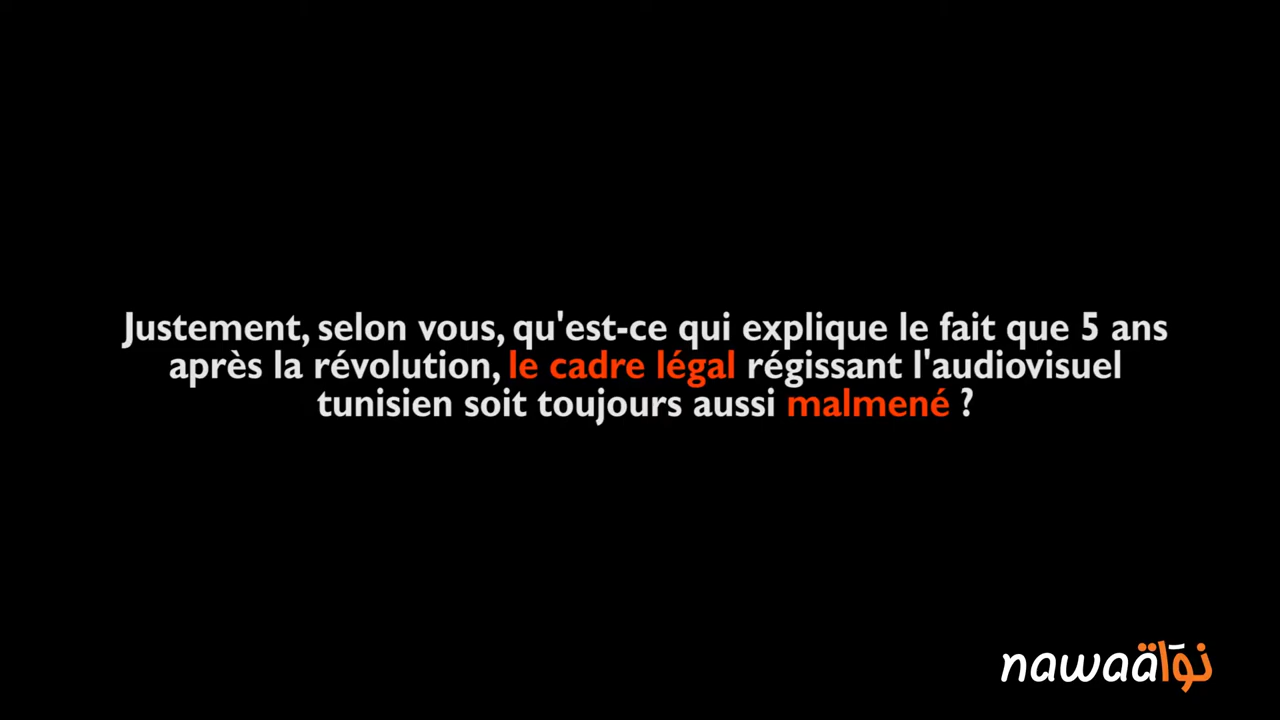 Justement, selon vous, qu'est-ce qui explique le fait que 5 ans
après la révolution, le cadre légal régissant l'audiovisuel
tunisien soit toujours aussi malmené ?
nawaat نواة